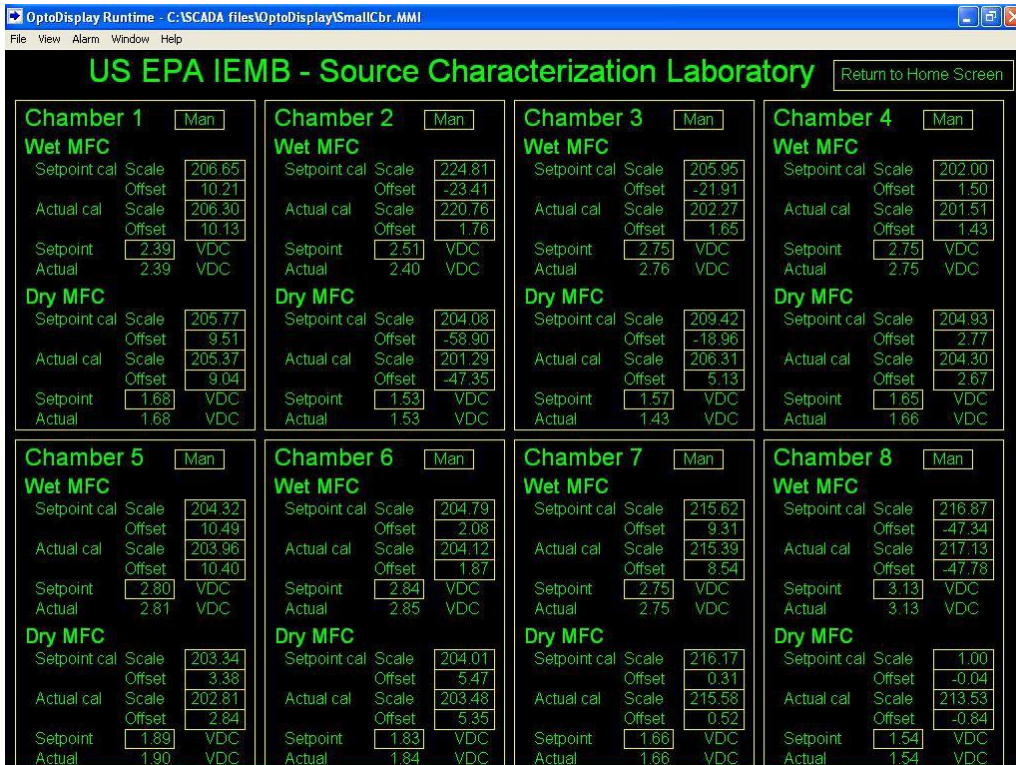 OptoDisplay Runtime - C:\SCADA files\OptoDisplay\SmallCbr.MMI
File View Alarm Window Help
US EPA IEMB - Source Characterization Laboratory
Return to Home Screen
Chamber 1 Man
Wet MFC
Setpoint cal Scale 206.65
Offset 10.21
Actual cal Scale 206.30
Offset 10.13
Setpoint 2.39 VDC
Actual 2.39 VDC
Dry MFC
Setpoint cal Scale 205.77
Offset 9.51
Actual cal Scale 205.37
Offset 9.04
Setpoint 1.68 VDC
Actual 1.68 VDC
Chamber 2 Man
Wet MFC
Setpoint cal Scale 224.81
Offset -23.41
Actual cal Scale 220.76
Offset 1.76
Setpoint 2.51 VDC
Actual 2.40 VDC
Dry MFC
Setpoint cal Scale 204.08
Offset -58.90
Actual cal Scale 201.29
Offset -47.35
Setpoint 1.53 VDC
Actual 1.53 VDC
Chamber 3 Man
Wet MFC
Setpoint cal Scale 205.95
Offset -21.91
Actual cal Scale 202.27
Offset 1.65
Setpoint 2.75 VDC
Actual 2.76 VDC
Dry MFC
Setpoint cal Scale 209.42
Offset -18.96
Actual cal Scale 206.31
Offset 5.13
Setpoint 1.57 VDC
Actual 1.43 VDC
Chamber 4 Man
Wet MFC
Setpoint cal Scale 202.00
Offset 1.50
Actual cal Scale 201.51
Offset 1.43
Setpoint 2.75 VDC
Actual 2.75 VDC
Dry MFC
Setpoint cal Scale 204.93
Offset 2.77
Actual cal Scale 204.30
Offset 2.67
Setpoint 1.65 VDC
Actual 1.66 VDC
Chamber 5 Man
Wet MFC
Setpoint cal Scale 204.32
Offset 10.49
Actual cal Scale 203.96
Offset 10.40
Setpoint 2.80 VDC
Actual 2.81 VDC
Dry MFC
Setpoint cal Scale 203.34
Offset 3.38
Actual cal Scale 202.81
Offset 2.84
Setpoint 1.89 VDC
Actual 1.90 VDC
Chamber 6 Man
Wet MFC
Setpoint cal Scale 204.79
Offset 2.08
Actual cal Scale 204.12
Offset 1.87
Setpoint 2.84 VDC
Actual 2.85 VDC
Dry MFC
Setpoint cal Scale 204.01
Offset 5.47
Actual cal Scale 203.48
Offset 5.35
Setpoint 1.83 VDC
Actual 1.84 VDC
Chamber 7 Man
Wet MFC
Setpoint cal Scale 215.62
Offset 9.31
Actual cal Scale 215.39
Offset 8.54
Setpoint 2.75 VDC
Actual 2.75 VDC
Dry MFC
Setpoint cal Scale 216.17
Offset 0.31
Actual cal Scale 215.58
Offset 0.52
Setpoint 1.66 VDC
Actual 1.66 VDC
Chamber 8 Man
Wet MFC
Setpoint cal Scale 216.87
Offset -47.34
Actual cal Scale 217.13
Offset -47.78
Setpoint 3.13 VDC
Actual 3.13 VDC
Dry MFC
Setpoint cal Scale 1.00
Offset -0.04
Actual cal Scale 213.53
Offset -0.84
Setpoint 1.54 VDC
Actual 1.54 VDC